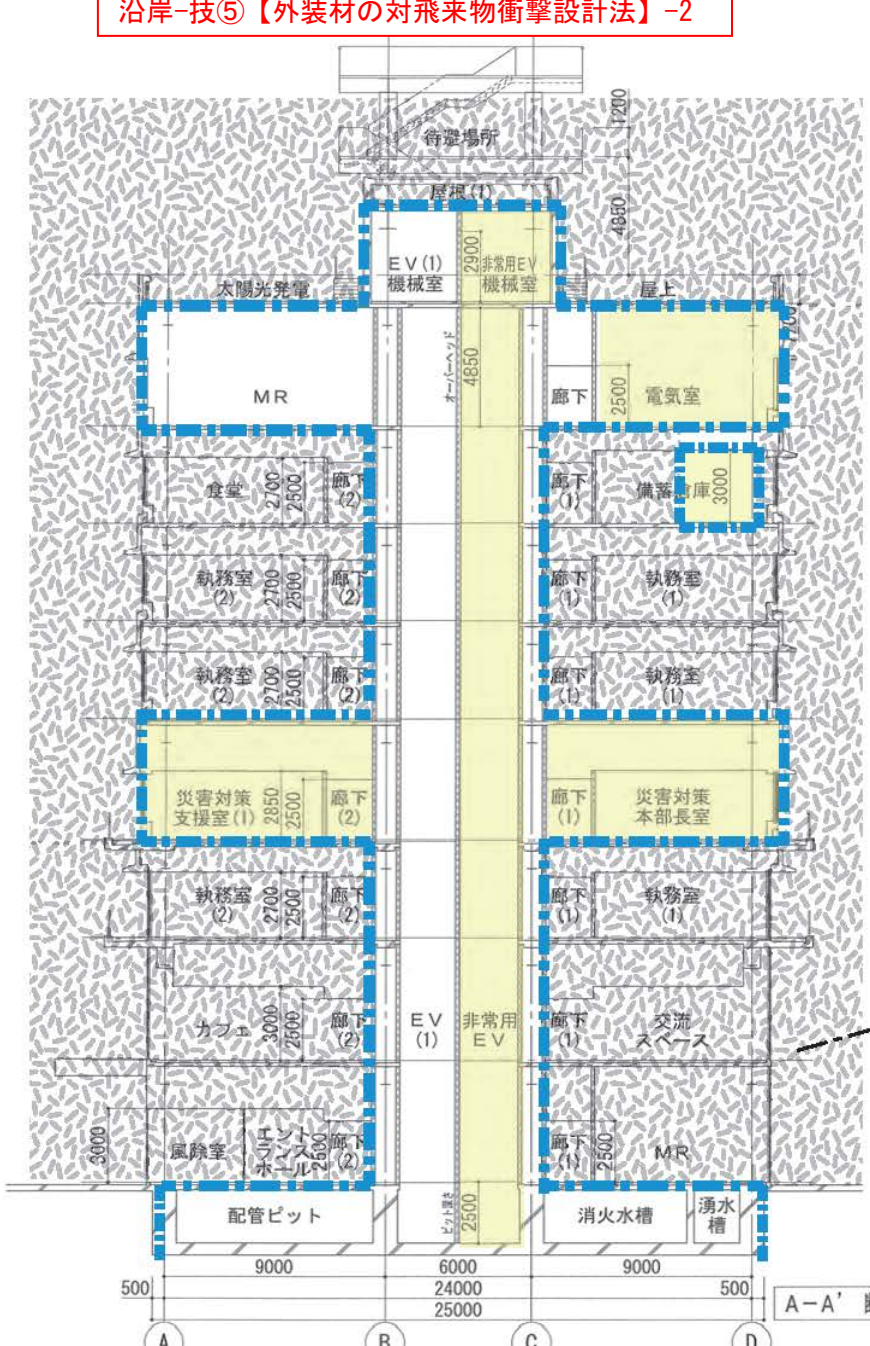 沿岸-技⑤【外装材の対飛来物衝撃設計法】-2
待避場所
1200
屋根(1)
4850
EV(1)
機械室
2900
非常用EV
機械室
太陽光発電
屋上
MR
オーバーヘッド
4850
廊下
2500
電気室
食堂
2700
2500
廊下
(2)
廊下
(1)
備蓄倉庫
3000
執務室
(2)
2700
2500
廊下
(2)
廊下
(1)
執務室
(1)
執務室
(2)
2700
2500
廊下
(2)
廊下
(1)
執務室
(1)
災害対策
支援室(1)
2850
2500
廊下
(2)
廊下
(1)
災害対策
本部長室
執務室
(2)
2700
2500
廊下
(2)
廊下
(1)
執務室
(1)
カフェ
3000
2500
廊下
(2)
EV
(1)
非常用
EV
廊下
(1)
交流
スペース
3000
風除室
エント
ランス
ホール
2500
廊下
(2)
廊下
(1)
2500
MR
配管ピット
ピット深さ
2500
消火水槽
湧水
槽
9000
6000
9000
500
24000
500
25000
A-A'
A
B
C
D